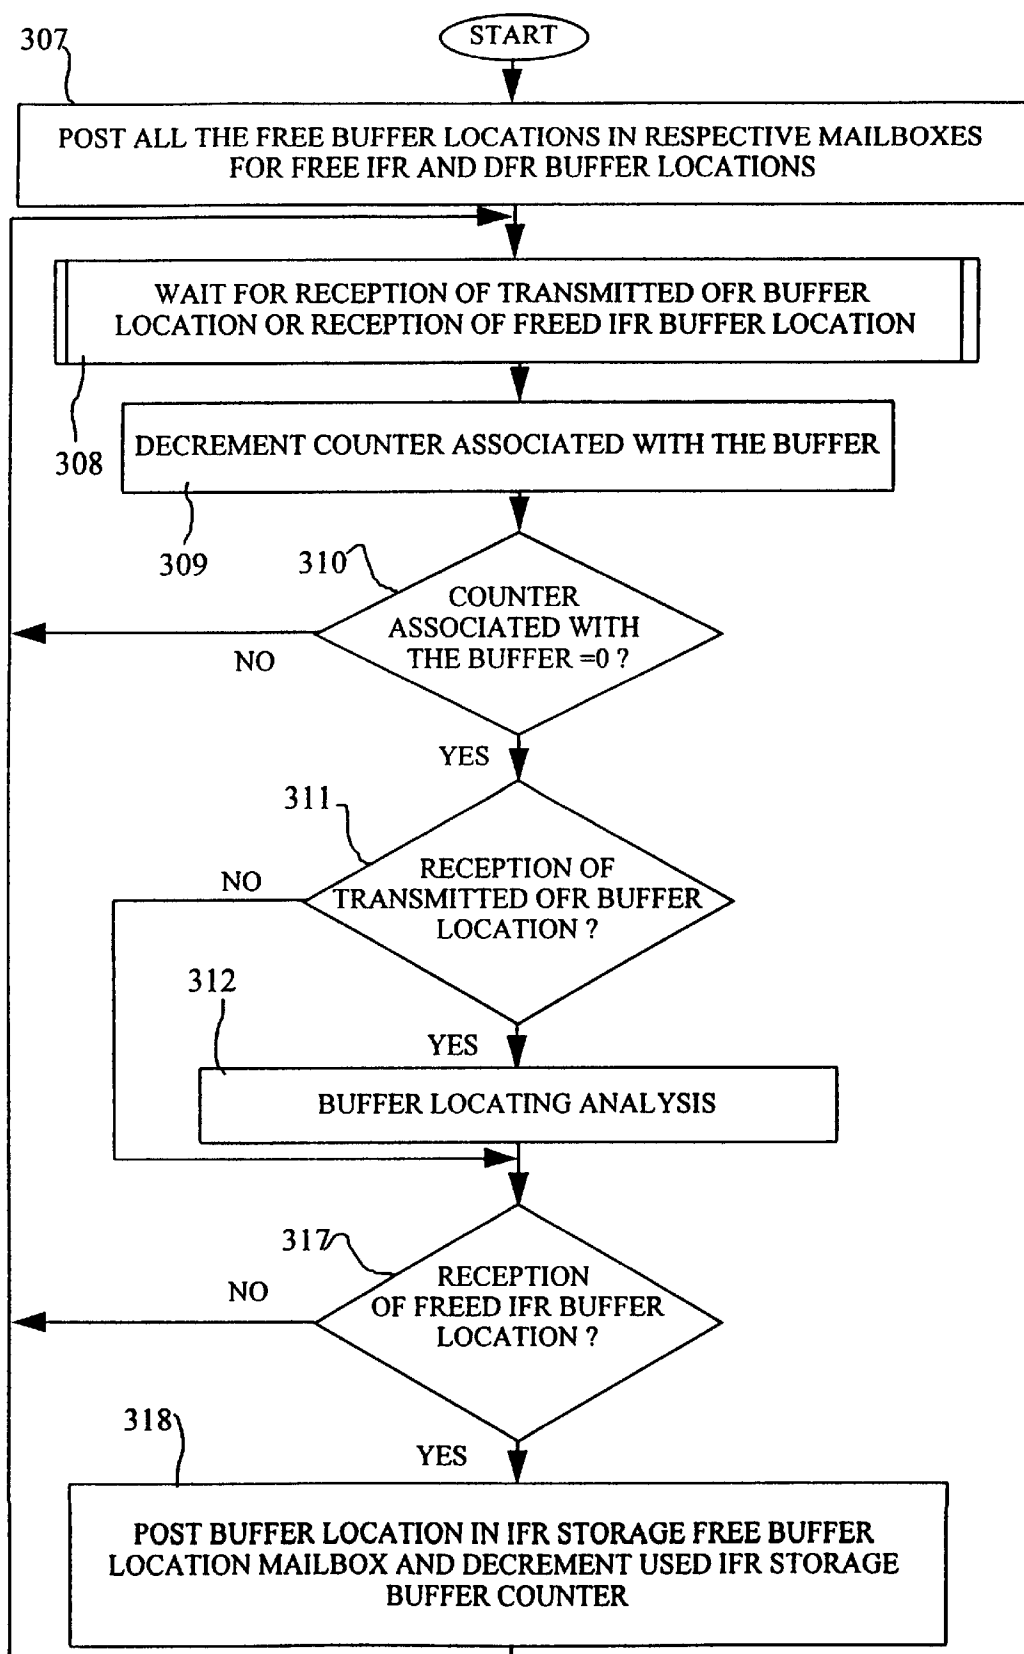 START
307
POST ALL THE FREE BUFFER LOCATIONS IN RESPECTIVE MAILBOXES
FOR FREE IFR AND DFR BUFFER LOCATIONS
WAIT FOR RECEPTION OF TRANSMITTED OFR BUFFER
LOCATION OR RECEPTION OF FREED IFR BUFFER LOCATION
308
DECREMENT COUNTER ASSOCIATED WITH THE BUFFER
309
310
COUNTER
ASSOCIATED WITH
THE BUFFER =0 ?
NO
YES
311
RECEPTION OF
TRANSMITTED OFR BUFFER
LOCATION ?
NO
312
YES
BUFFER LOCATING ANALYSIS
317
RECEPTION
OF FREED IFR BUFFER
LOCATION ?
NO
318
YES
POST BUFFER LOCATION IN IFR STORAGE FREE BUFFER
LOCATION MAILBOX AND DECREMENT USED IFR STORAGE
BUFFER COUNTER